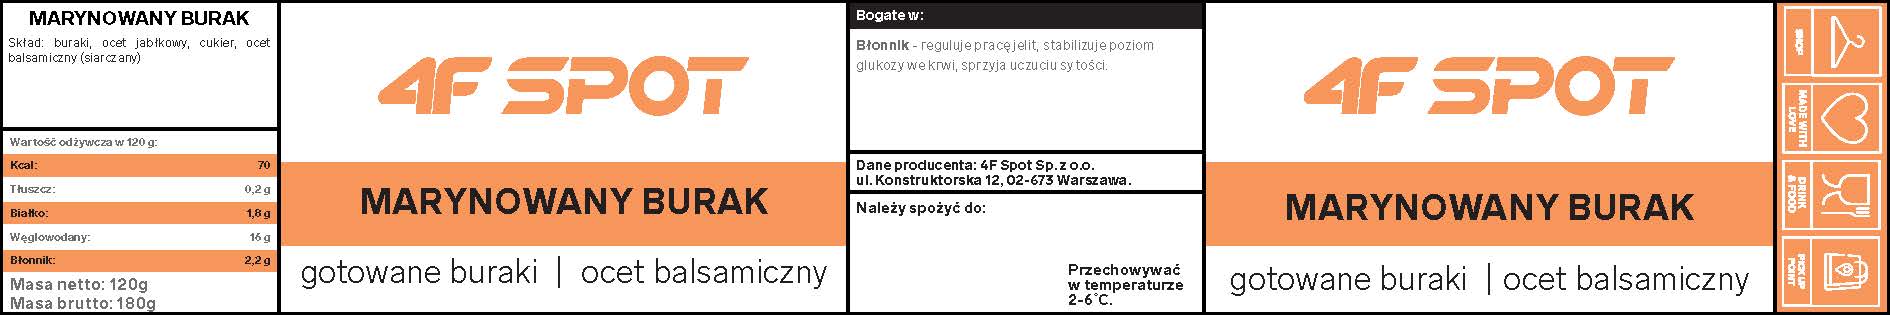 MARYNOWANY BURAK
Skład: buraki, ocet jabłkowy, cukier, ocet
balsamiczny (siarczany)
Wartość odżywcza w 120 g:
Kcal: 70
Tłuszcz: 0,2 g
Białko: 1,8 g
Węglowodany: 16 g
Błonnik: 2,2 g
Masa netto: 120g
Masa brutto: 180g
4F SPOT
MARYNOWANY BURAK
gotowane buraki | ocet balsamiczny
Bogate w:
Błonnik - reguluje pracę jelit, stabilizuje poziom
glukozy we krwi, sprzyja uczuciu sytości.
Dane producenta: 4F Spot Sp. z o.o.
ul. Konstruktorska 12, 02-673 Warszawa.
Należy spożyć do:
Przechowywać
w temperaturze
2-6°C.
4F SPOT
MARYNOWANY BURAK
gotowane buraki | ocet balsamiczny
SHOP
MADE WITH
LOVE
DRINK
& FOOD
PICK UP
POINT